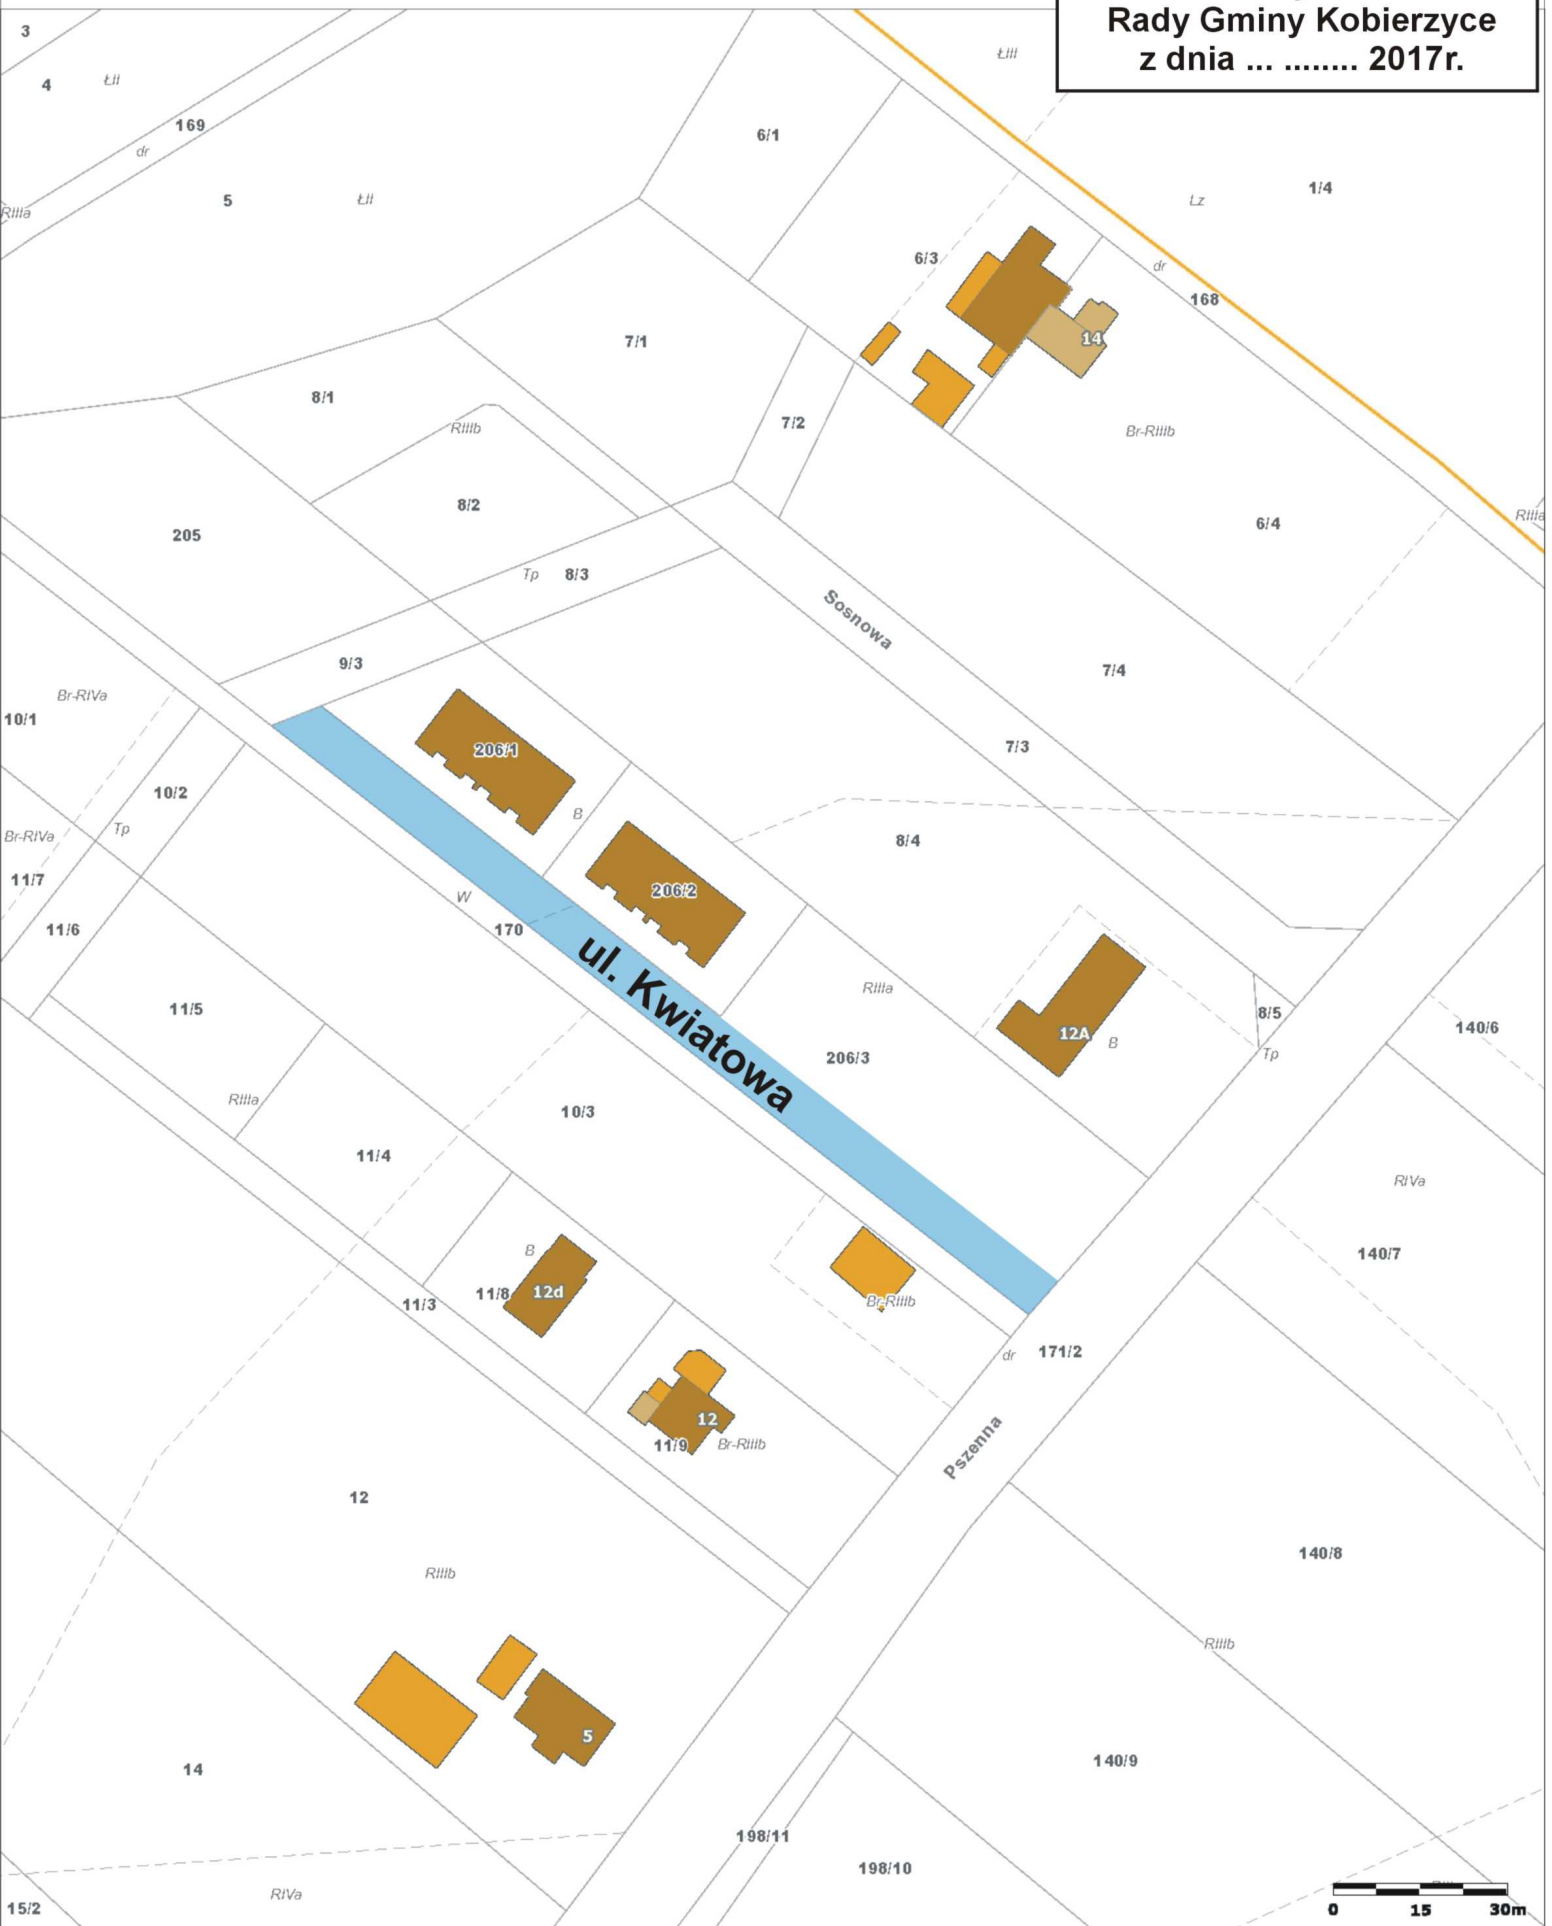 Rady Gminy Kobierzyce
z dnia ... ........ 2017r.
3
4
ŁII
ŁIII
169
dr
6/1
5
ŁII
Lz
1/4
RIIIa
6/3
dr
168
14
7/1
8/1
RIIIb
7/2
Br-RIIIb
8/2
6/4
RIIIa
205
Tp
8/3
Sosnowa
9/3
7/4
Br-RIVa
10/1
206/1
7/3
10/2
B
Tp
Br-RIVa
8/4
11/7
206/2
W
170
11/6
ul. Kwiatowa
RIIIa
11/5
8/5
12A
B
Tp
140/6
206/3
RIIIa
10/3
11/4
RIVa
140/7
B
11/8
12d
11/3
Br-RIIIb
dr
171/2
12
11/9
Br-RIIIb
Pszenna
12
140/8
RIIIb
RIIIb
5
14
140/9
198/11
198/10
RIVa
15/2
0 15 30m